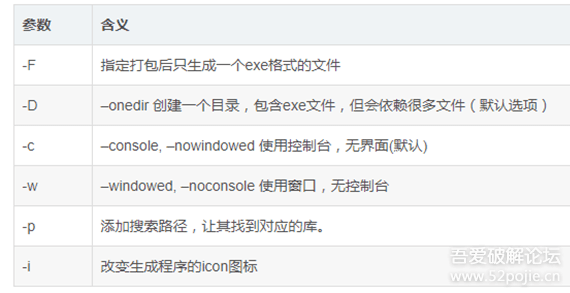 参数 含义
-F 指定打包后只生成一个exe格式的文件
-D –onedir 创建一个目录，包含exe文件，但会依赖很多文件（默认选项）
-c –console, –nowindowed 使用控制台，无界面(默认)
-w –windowed, –noconsole 使用窗口，无控制台
-p 添加搜索路径，让其找到对应的库。
-i 改变生成程序的icon图标
吾爱破解论坛
www.52pojie.cn